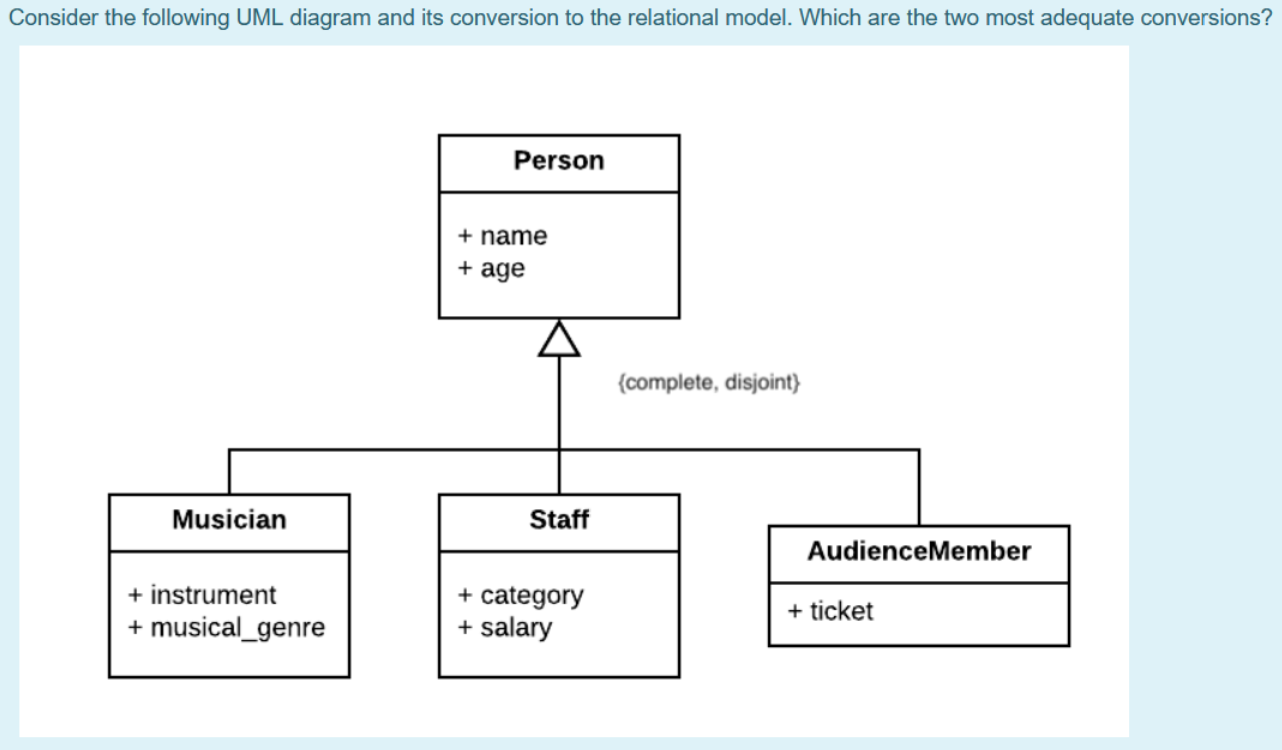 Consider the following UML diagram and its conversion to the relational model. Which are the two most adequate conversions?
Person
+ name
+ age
{complete, disjoint}
Musician
+ instrument
+ musical_genre
Staff
+ category
+ salary
AudienceMember
+ ticket